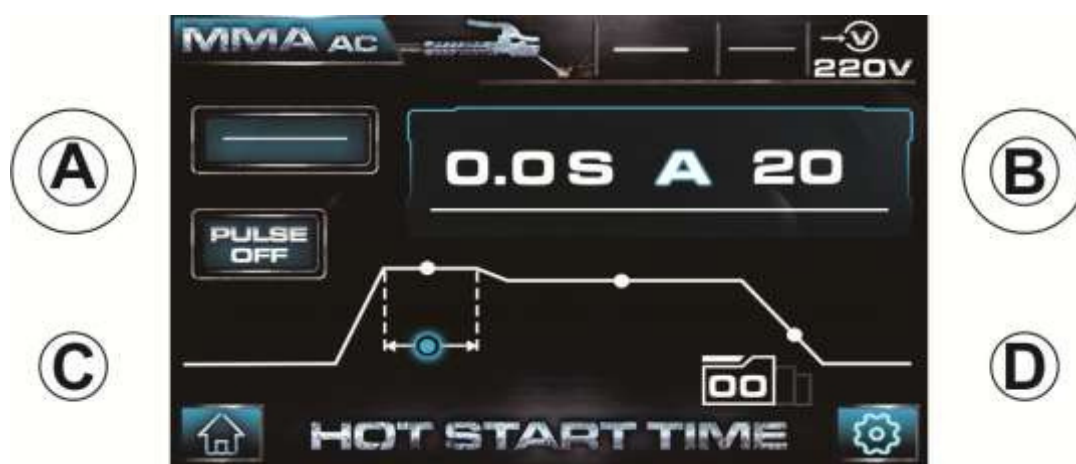 MMA AC
V
220V
A
B
0.0S A 20
PULSE
OFF
C
D
00
HOT START TIME